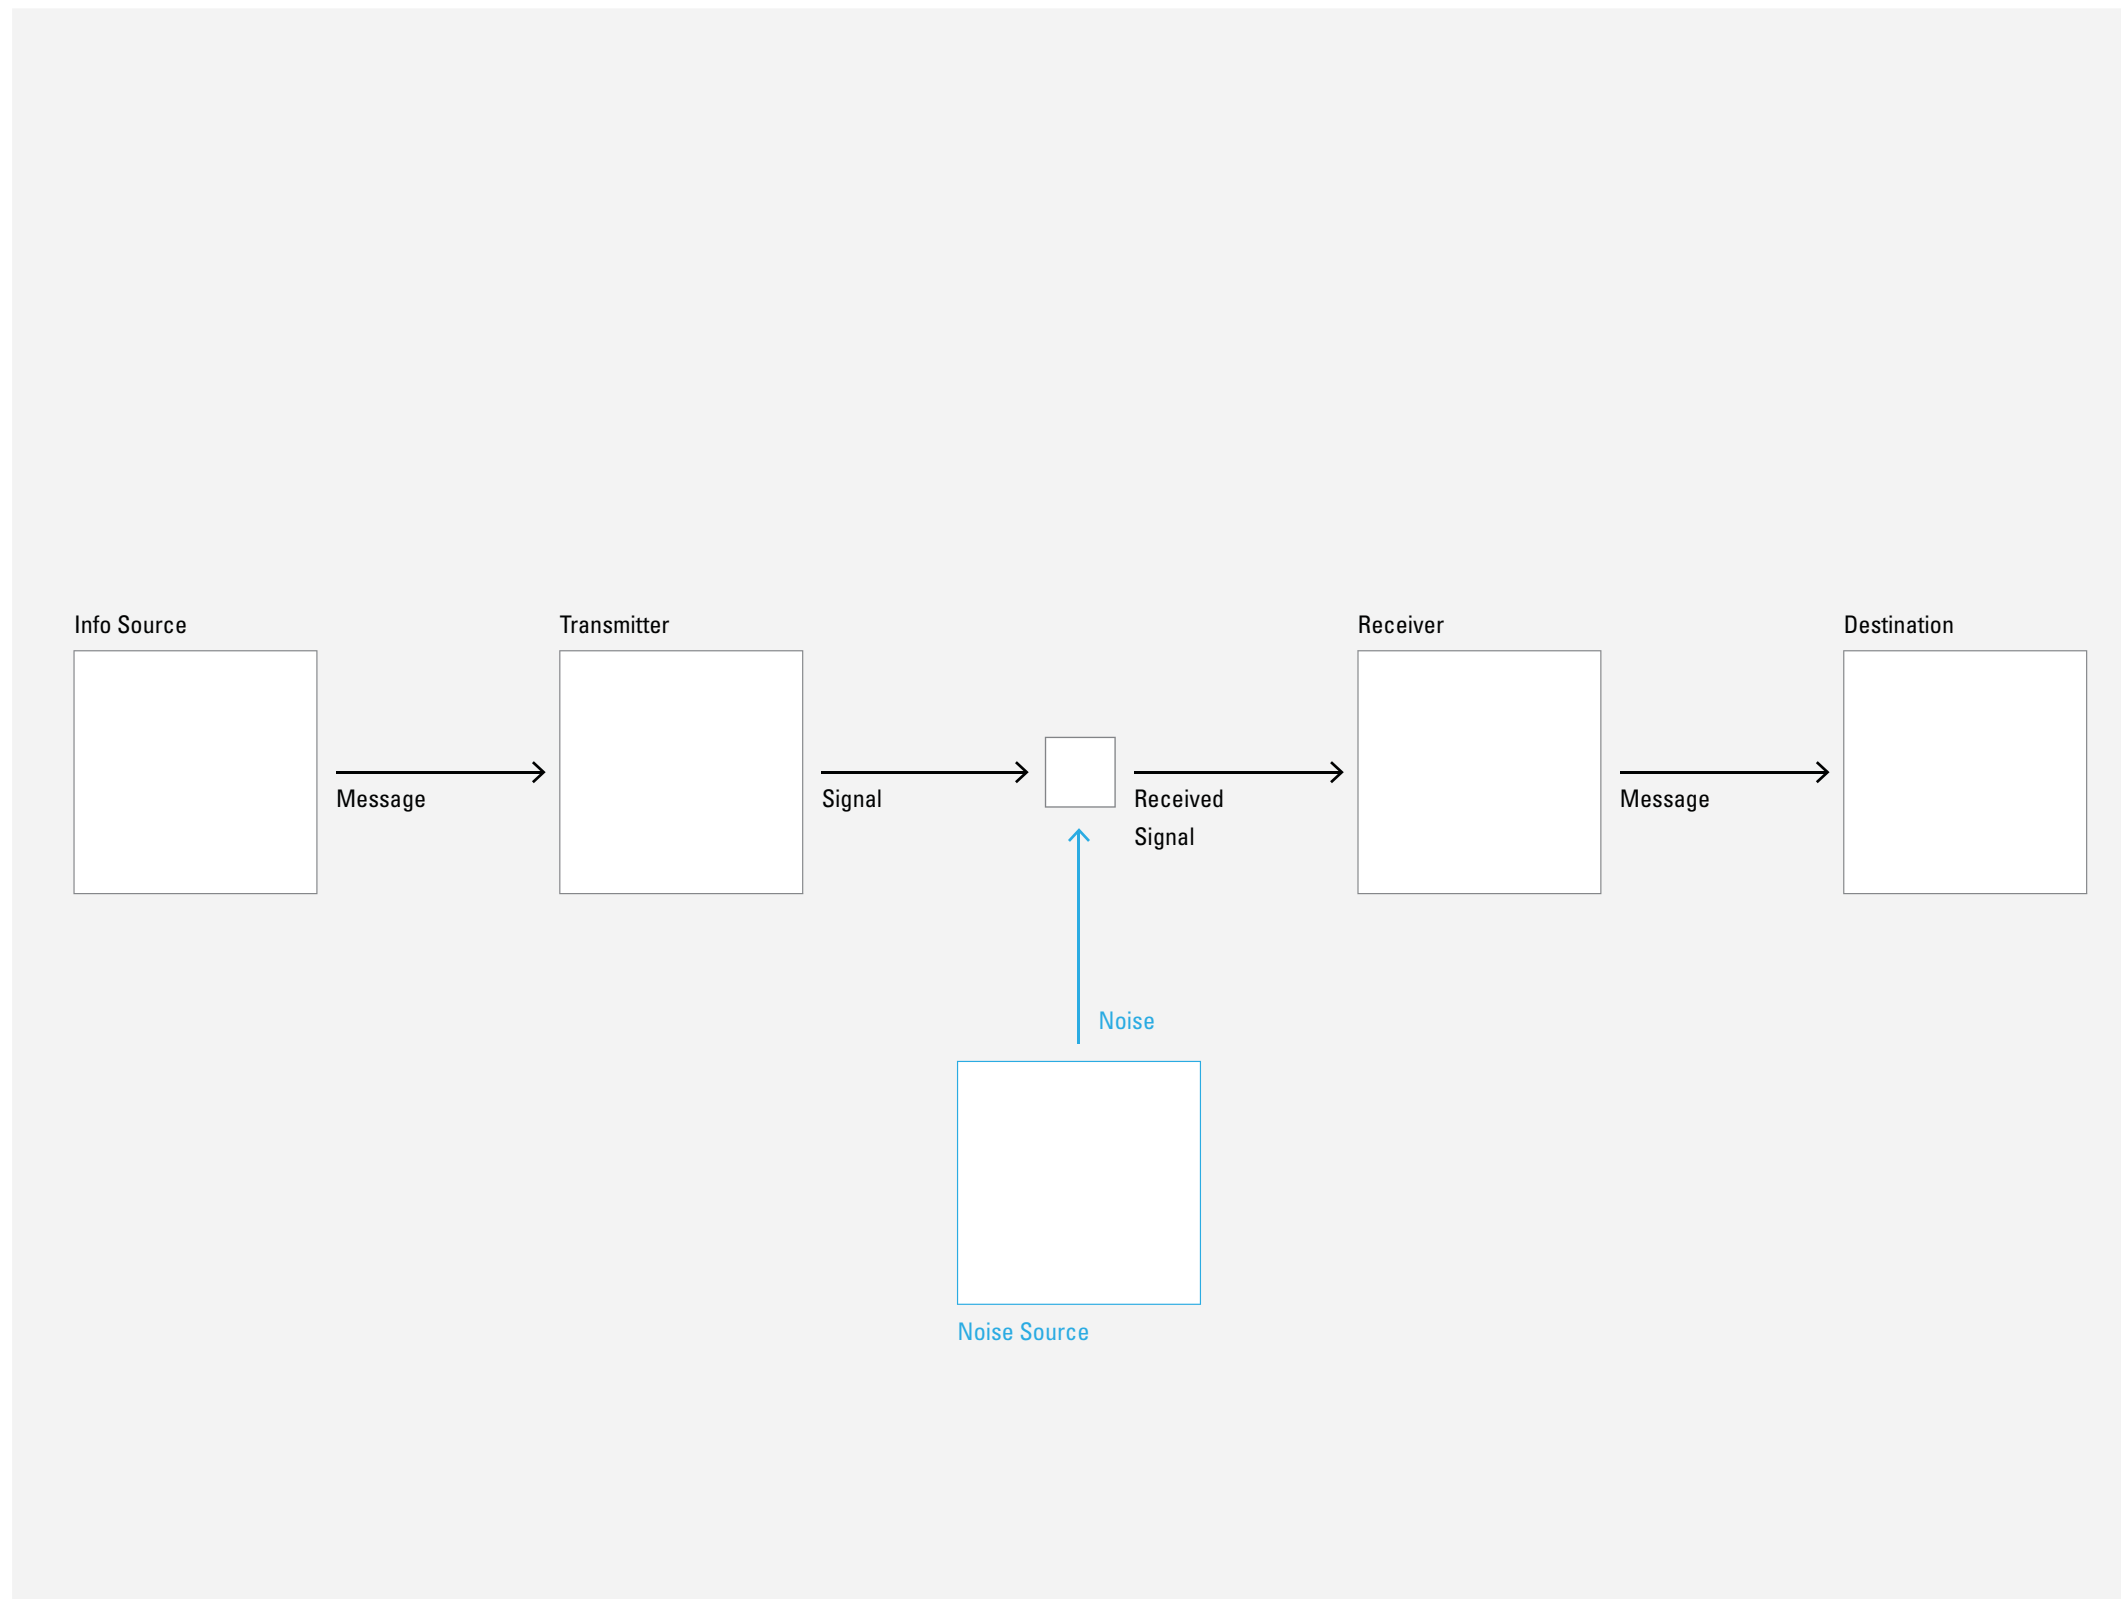 Info Source
Transmitter
Receiver
Destination
Message
Signal
Received
Signal
Message
Noise
Noise Source